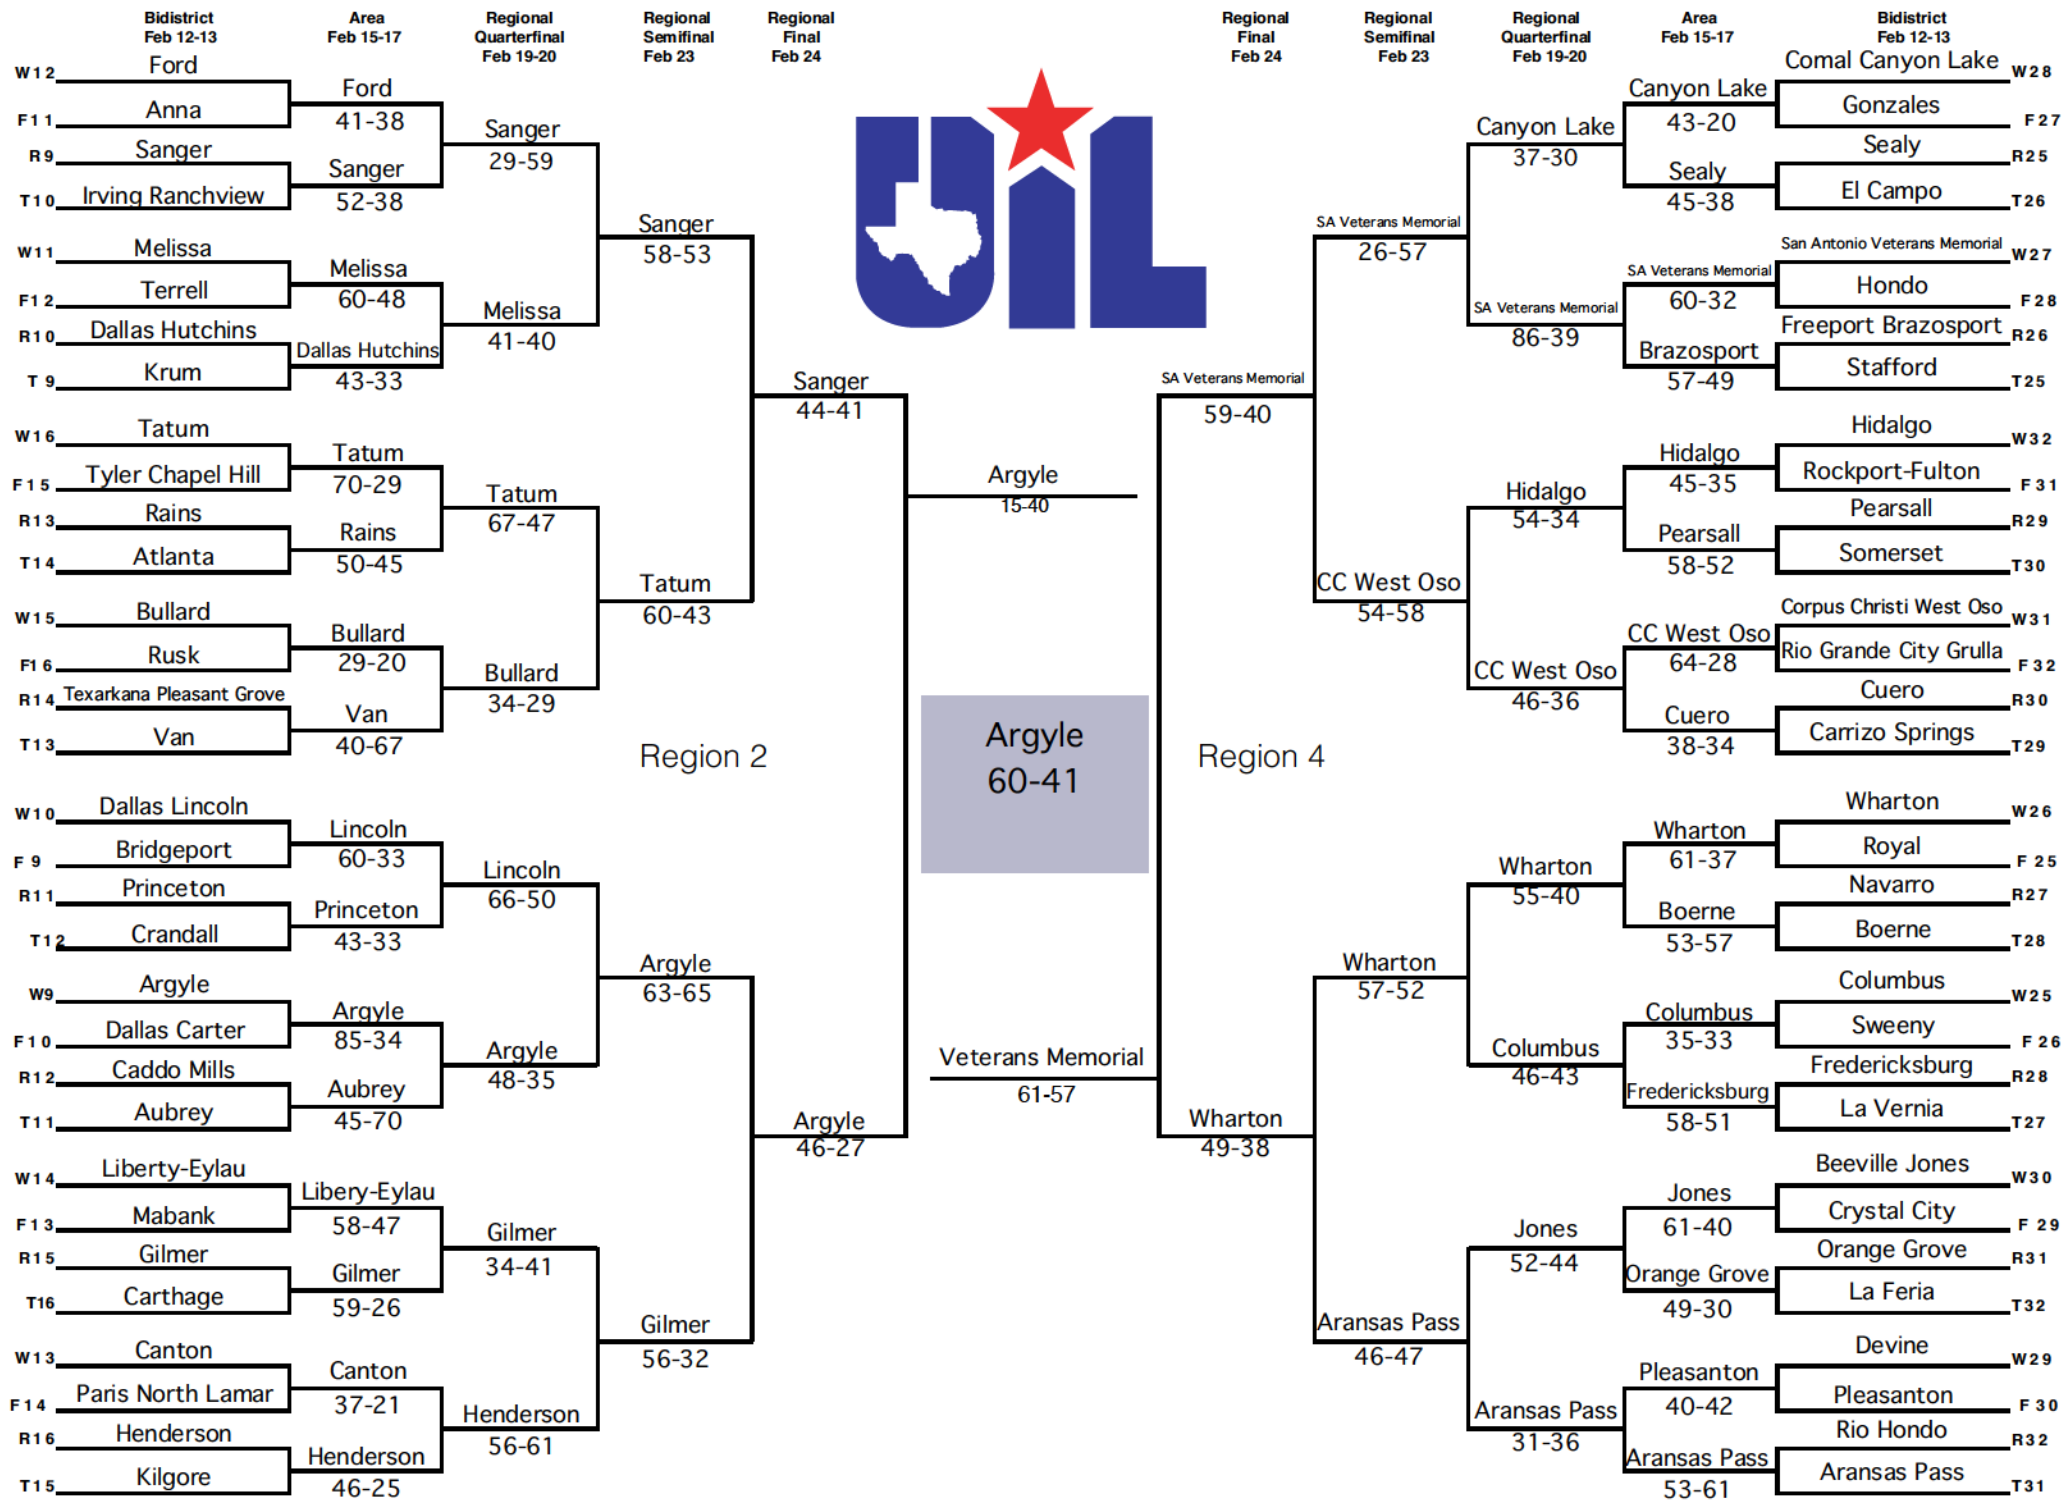 Bidistrict
Feb 12-13
Area
Feb 15-17
Regional
Quarterfinal
Feb 19-20
Regional
Semifinal
Feb 23
Regional
Final
Feb 24
Regional
Final
Feb 24
Regional
Semifinal
Feb 23
Regional
Quarterfinal
Feb 19-20
Area
Feb 15-17
Bidistrict
Feb 12-13
W12 Ford
F11 Anna
R9 Sanger
T10 Irving Ranchview
W11 Melissa
F12 Terrell
R10 Dallas Hutchins
T 9 Krum
W16 Tatum
F15 Tyler Chapel Hill
R13 Rains
T14 Atlanta
W15 Bullard
F16 Rusk
R14 Texarkana Pleasant Grove
T13 Van
W10 Dallas Lincoln
F 9 Bridgeport
R11 Princeton
T12 Crandall
W9 Argyle
F10 Dallas Carter
R12 Caddo Mills
T11 Aubrey
W14 Liberty-Eylau
F13 Mabank
R15 Gilmer
T16 Carthage
W13 Canton
F14 Paris North Lamar
R16 Henderson
T15 Kilgore
Ford
41-38
Sanger
52-38
Melissa
60-48
Dallas Hutchins
43-33
Tatum
70-29
Rains
50-45
Bullard
29-20
Van
40-67
Lincoln
60-33
Princeton
43-33
Argyle
85-34
Aubrey
45-70
Libery-Eylau
58-47
Gilmer
59-26
Canton
37-21
Henderson
46-25
Sanger
29-59
Melissa
41-40
Tatum
67-47
Bullard
34-29
Lincoln
66-50
Argyle
48-35
Gilmer
34-41
Henderson
56-61
Sanger
58-53
Tatum
60-43
Argyle
63-65
Gilmer
56-32
Sanger
44-41
Argyle
46-27
Region 2
UIL
Argyle
15-40
Argyle
60-41
Veterans Memorial
61-57
Region 4
SA Veterans Memorial
59-40
Wharton
49-38
SA Veterans Memorial
26-57
CC West Oso
54-58
Wharton
57-52
Aransas Pass
46-47
Canyon Lake
37-30
SA Veterans Memorial
86-39
Hidalgo
54-34
CC West Oso
46-36
Wharton
55-40
Columbus
46-43
Jones
52-44
Aransas Pass
31-36
Canyon Lake
43-20
Sealy
45-38
SA Veterans Memorial
60-32
Brazosport
57-49
Hidalgo
45-35
Pearsall
58-52
CC West Oso
64-28
Cuero
38-34
Wharton
61-37
Boerne
53-57
Columbus
35-33
Fredericksburg
58-51
Jones
61-40
Orange Grove
49-30
Pleasanton
40-42
Aransas Pass
53-61
Comal Canyon Lake W28
Gonzales F27
Sealy R25
El Campo T26
San Antonio Veterans Memorial W27
Hondo F28
Freeport Brazosport R26
Stafford T25
Hidalgo W32
Rockport-Fulton F31
Pearsall R29
Somerset T30
Corpus Christi West Oso W31
Rio Grande City Grulla F32
Cuero R30
Carrizo Springs T29
Wharton W26
Royal F 25
Navarro R27
Boerne T28
Columbus W25
Sweeny F26
Fredericksburg R28
La Vernia T27
Beeville Jones W30
Crystal City F 29
Orange Grove R31
La Feria T32
Devine W29
Pleasanton F30
Rio Hondo R32
Aransas Pass T31